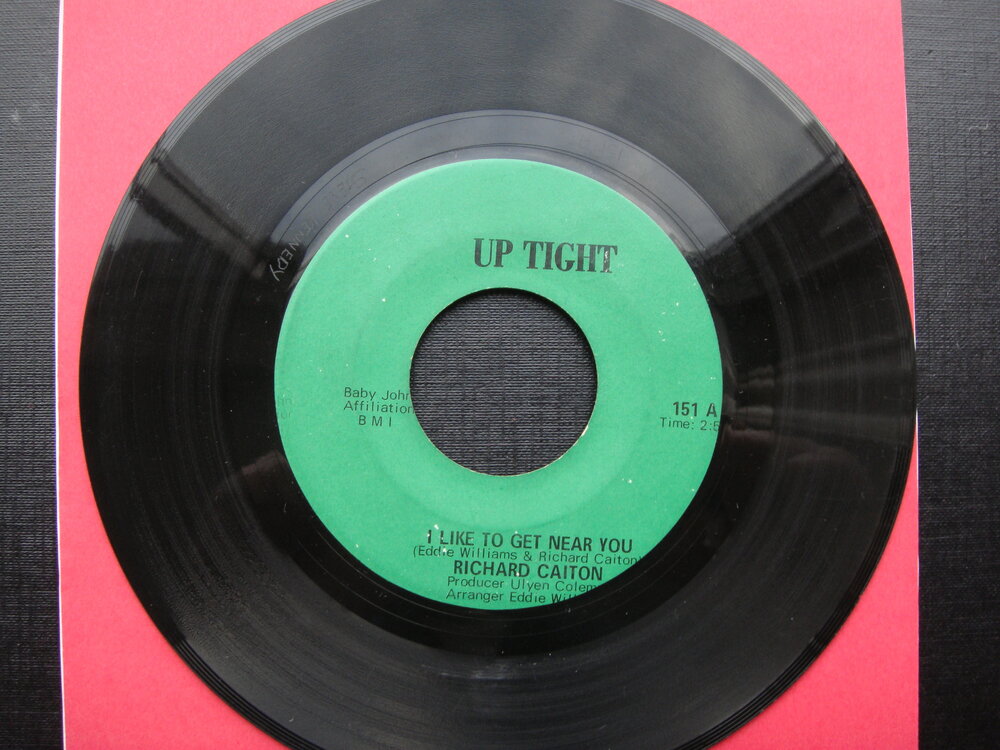 UP TIGHT
Baby John
Affiliation
B M I
151 A
Time: 2:5
I LIKE TO GET NEAR YOU
(Eddie Williams & Richard Caiton)
RICHARD CAITON
Producer Ulyen Colem
Arranger Eddie Wil